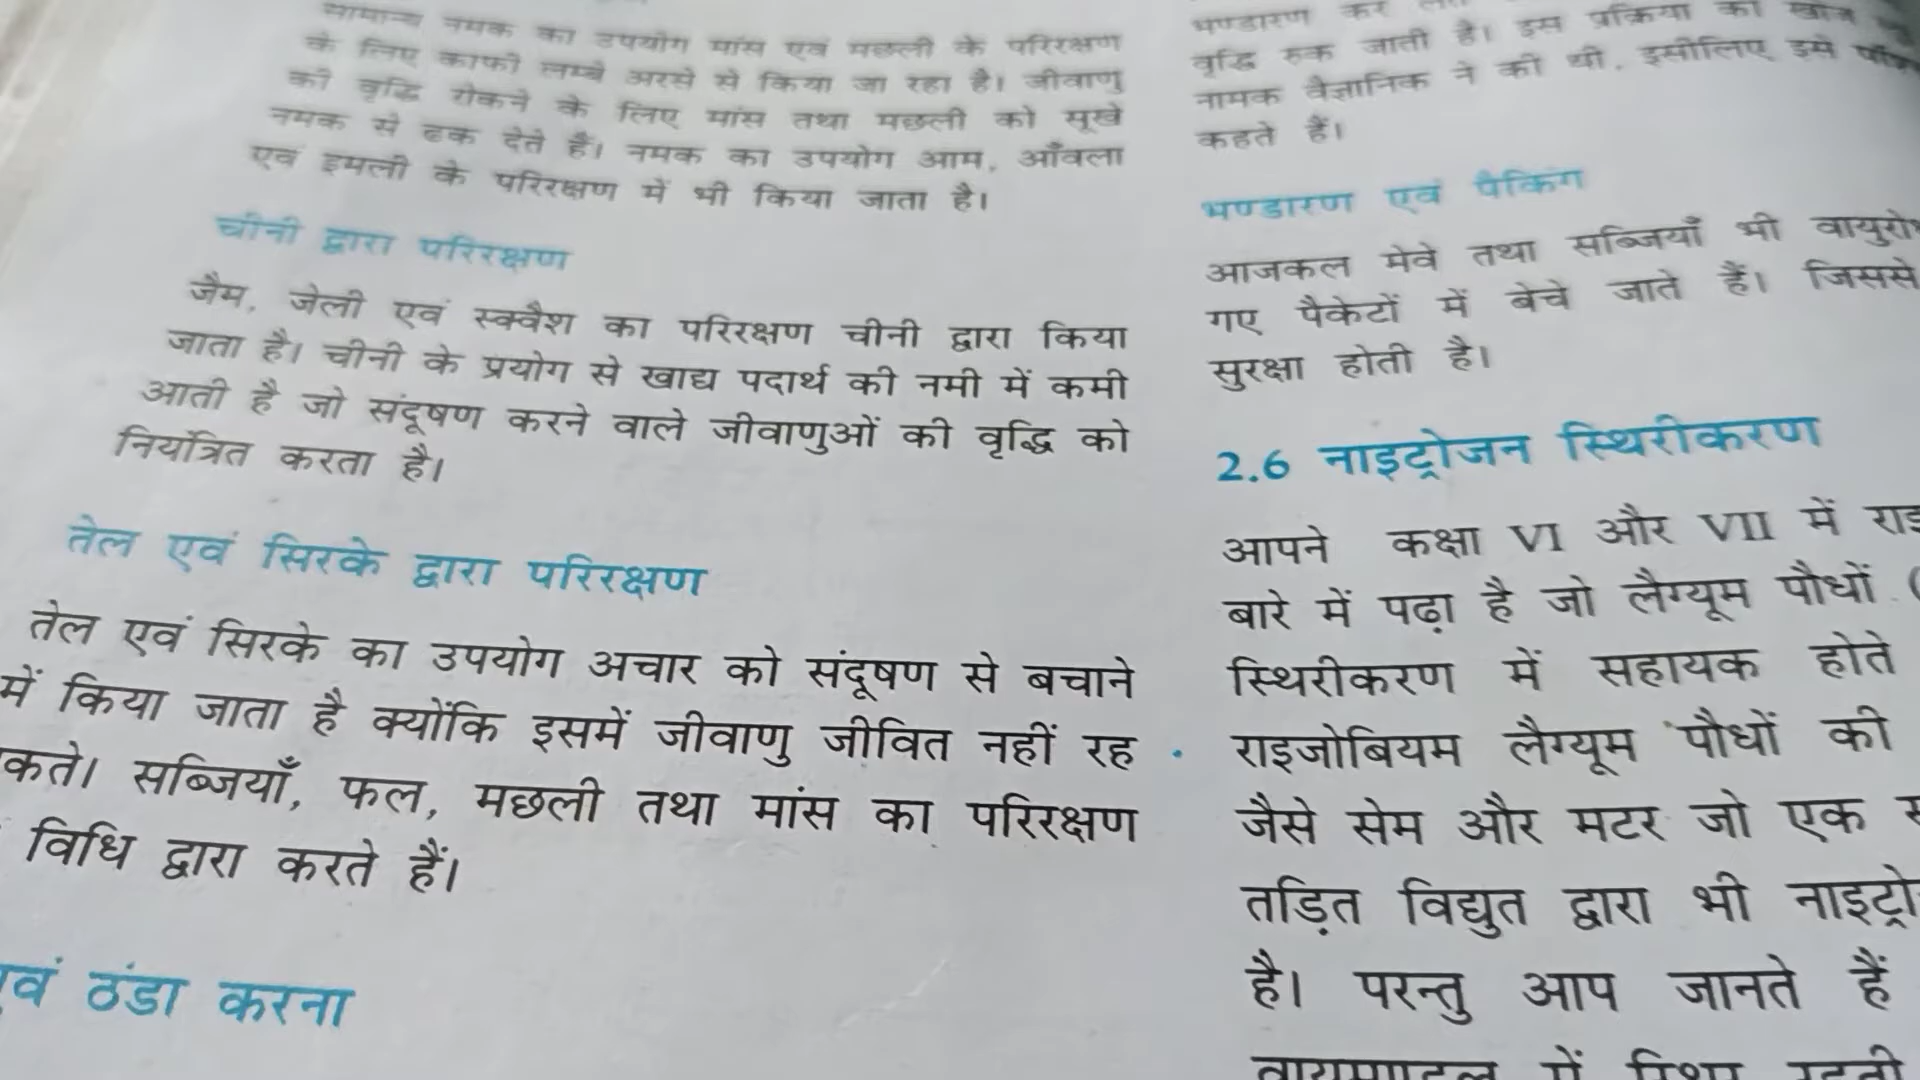 सामान्य नमक का उपयोग मांस एवं मछली के परिरक्षण
के लिए काफी लम्बे अरसे से किया जा रहा है। जीवाणु
की वृद्धि रोकने के लिए मांस तथा मछली को सूखे
नमक से ढक देते हैं। नमक का उपयोग आम, आँवला
एवं इमली के परिरक्षण में भी किया जाता है।
चीनी द्वारा परिरक्षण
जैम, जेली एवं स्क्वैश का परिरक्षण चीनी द्वारा किया
जाता है। चीनी के प्रयोग से खाद्य पदार्थ की नमी में कमी
आती है जो संदूषण करने वाले जीवाणुओं की वृद्धि को
नियंत्रित करता है।
तेल एवं सिरके द्वारा परिरक्षण
तेल एवं सिरके का उपयोग अचार को संदूषण से बचाने
में किया जाता है क्योंकि इसमें जीवाणु जीवित नहीं रह
कते। सब्जियाँ, फल, मछली तथा मांस का परिरक्षण
विधि द्वारा करते हैं।
एवं ठंडा करना
भण्डारण कर
वृद्धि रुक जाती है। इस प्रक्रिया की खोज
नामक वैज्ञानिक ने की थी, इसीलिए इसे
कहते हैं।
भण्डारण एवं पैकिंग
आजकल मेवे तथा सब्जियाँ भी वायुरो
गए पैकेटों में बेचे जाते हैं। जिससे
सुरक्षा होती है।
2.6 नाइट्रोजन स्थिरीकरण
आपने कक्षा VI और VII में राइ
बारे में पढ़ा है जो लैग्यूम पौधों (
स्थिरीकरण में सहायक होते
राइजोबियम लैग्यूम पौधों की
जैसे सेम और मटर जो एक
तड़ित विद्युत द्वारा भी नाइट्रो
है। परन्तु आप जानते हैं
में स्थिर रहती